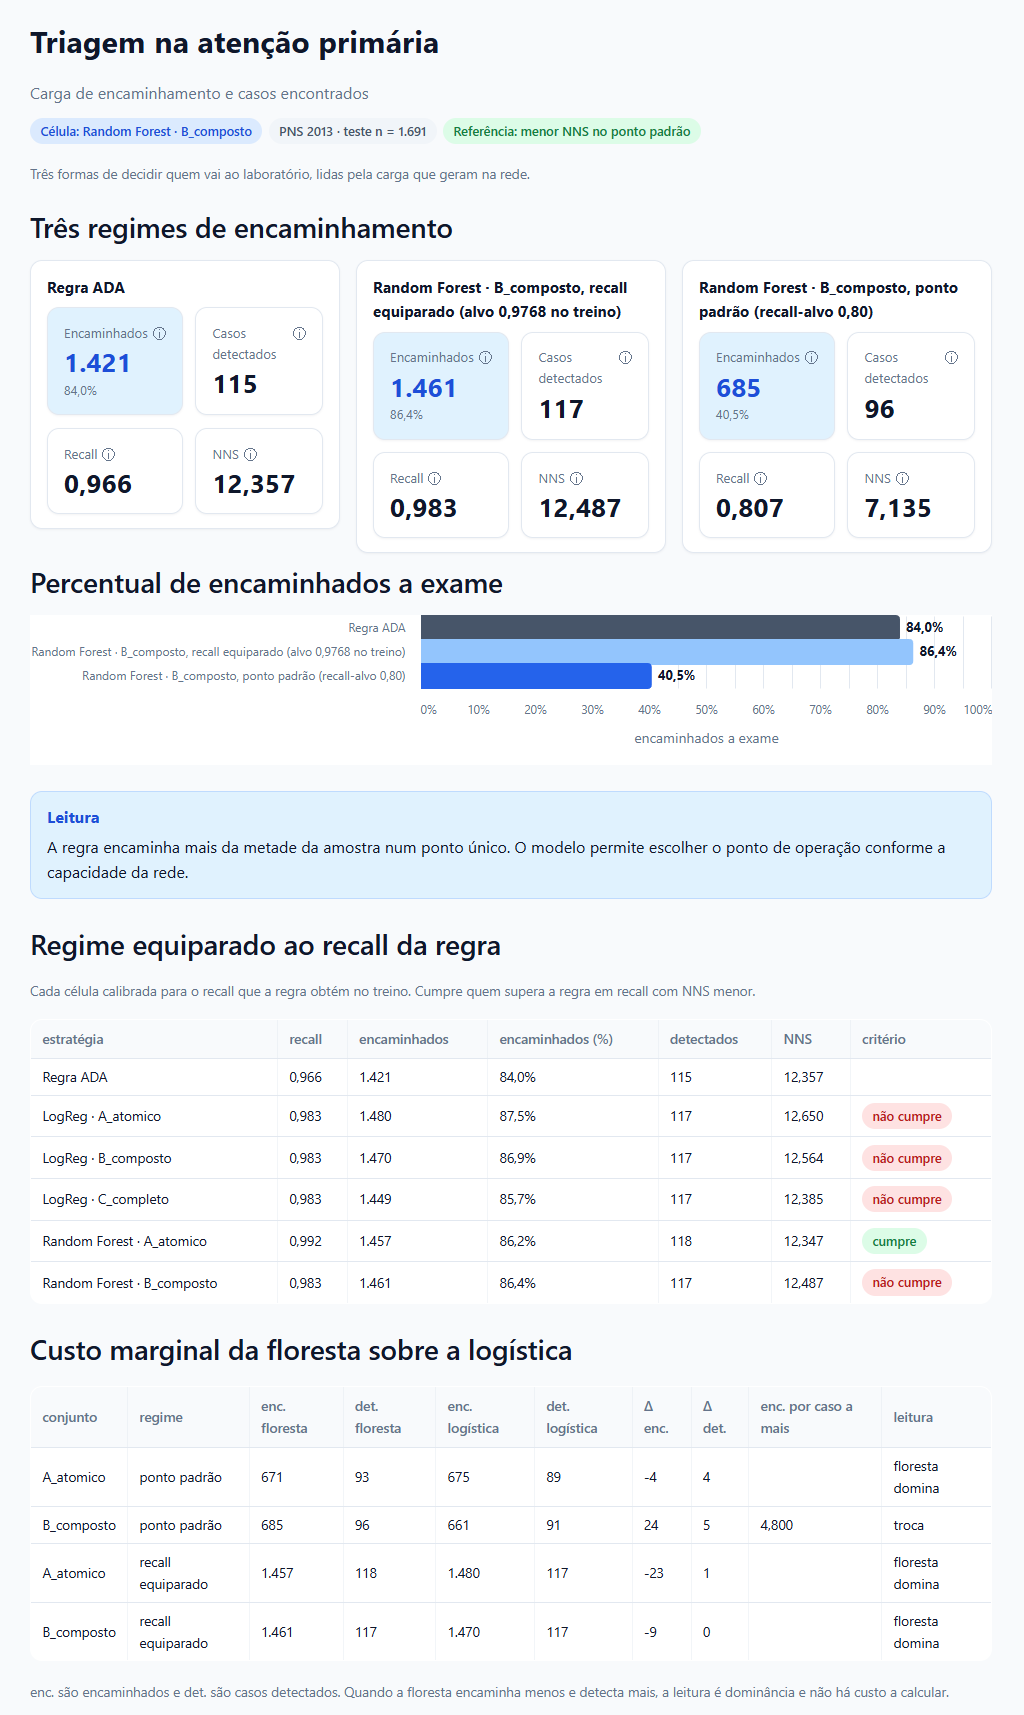 Triagem na atenção primária
Carga de encaminhamento e casos encontrados
Célula: Random Forest · B_composto
PNS 2013 · teste n = 1.691
Referência: menor NNS no ponto padrão
Três formas de decidir quem vai ao laboratório, lidas pela carga que geram na rede.
Três regimes de encaminhamento
Regra ADA
Encaminhados ⓘ
1.421
84,0%
Casos detectados ⓘ
115
Recall ⓘ
0,966
NNS ⓘ
12,357
Random Forest · B_composto, recall
equiparado (alvo 0,9768 no treino)
Encaminhados ⓘ
1.461
86,4%
Casos detectados ⓘ
117
Recall ⓘ
0,983
NNS ⓘ
12,487
Random Forest · B_composto, ponto
padrão (recall-alvo 0,80)
Encaminhados ⓘ
685
40,5%
Casos detectados ⓘ
96
Recall ⓘ
0,807
NNS ⓘ
7,135
Percentual de encaminhados a exame
Regra ADA 84,0%
Random Forest · B_composto, recall equiparado (alvo 0,9768 no treino) 86,4%
Random Forest · B_composto, ponto padrão (recall-alvo 0,80) 40,5%
0% 10% 20% 30% 40% 50% 60% 70% 80% 90% 100%
encaminhados a exame
Leitura
A regra encaminha mais da metade da amostra num ponto único. O modelo permite escolher o ponto de operação conforme a
capacidade da rede.
Regime equiparado ao recall da regra
Cada célula calibrada para o recall que a regra obtém no treino. Cumpre quem supera a regra em recall com NNS menor.
estratégia recall encaminhados encaminhados (%) detectados NNS critério
Regra ADA 0,966 1.421 84,0% 115 12,357
LogReg · A_atomico 0,983 1.480 87,5% 117 12,650 não cumpre
LogReg · B_composto 0,983 1.470 86,9% 117 12,564 não cumpre
LogReg · C_completo 0,983 1.449 85,7% 117 12,385 não cumpre
Random Forest · A_atomico 0,992 1.457 86,2% 118 12,347 cumpre
Random Forest · B_composto 0,983 1.461 86,4% 117 12,487 não cumpre
Custo marginal da floresta sobre a logística
conjunto regime enc. floresta det. floresta enc. logística det. logística Δ enc. Δ det. enc. por caso a mais leitura
A_atomico ponto padrão 671 93 675 89 -4 4 floresta domina
B_composto ponto padrão 685 96 661 91 24 5 4,800 troca
A_atomico recall equiparado 1.457 118 1.480 117 -23 1 floresta domina
B_composto recall equiparado 1.461 117 1.470 117 -9 0 floresta domina
enc. são encaminhados e det. são casos detectados. Quando a floresta encaminha menos e detecta mais, a leitura é dominância e não há custo a calcular.